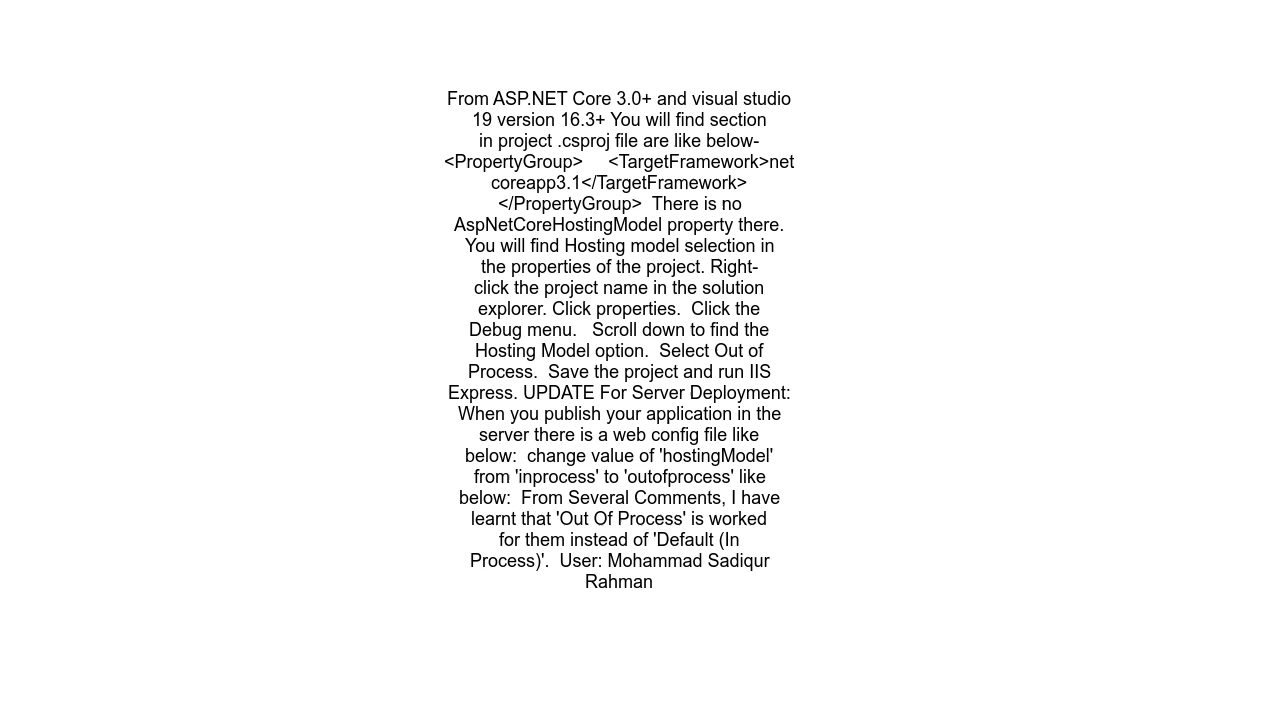 From ASP.NET Core 3.0+ and visual studio
19 version 16.3+ You will find section
in project .csproj file are like below-
<PropertyGroup>     <TargetFramework>net
coreapp3.1</TargetFramework>
</PropertyGroup>  There is no
AspNetCoreHostingModel property there.
You will find Hosting model selection in
the properties of the project. Right-
click the project name in the solution
explorer. Click properties.  Click the
Debug menu.   Scroll down to find the
Hosting Model option.  Select Out of
Process.  Save the project and run IIS
Express. UPDATE For Server Deployment:
When you publish your application in the
server there is a web config file like
below:  change value of 'hostingModel'
from 'inprocess' to 'outofprocess' like
below:  From Several Comments, I have
learnt that 'Out Of Process' is worked
for them instead of 'Default (In
Process)'.  User: Mohammad Sadiqur
Rahman